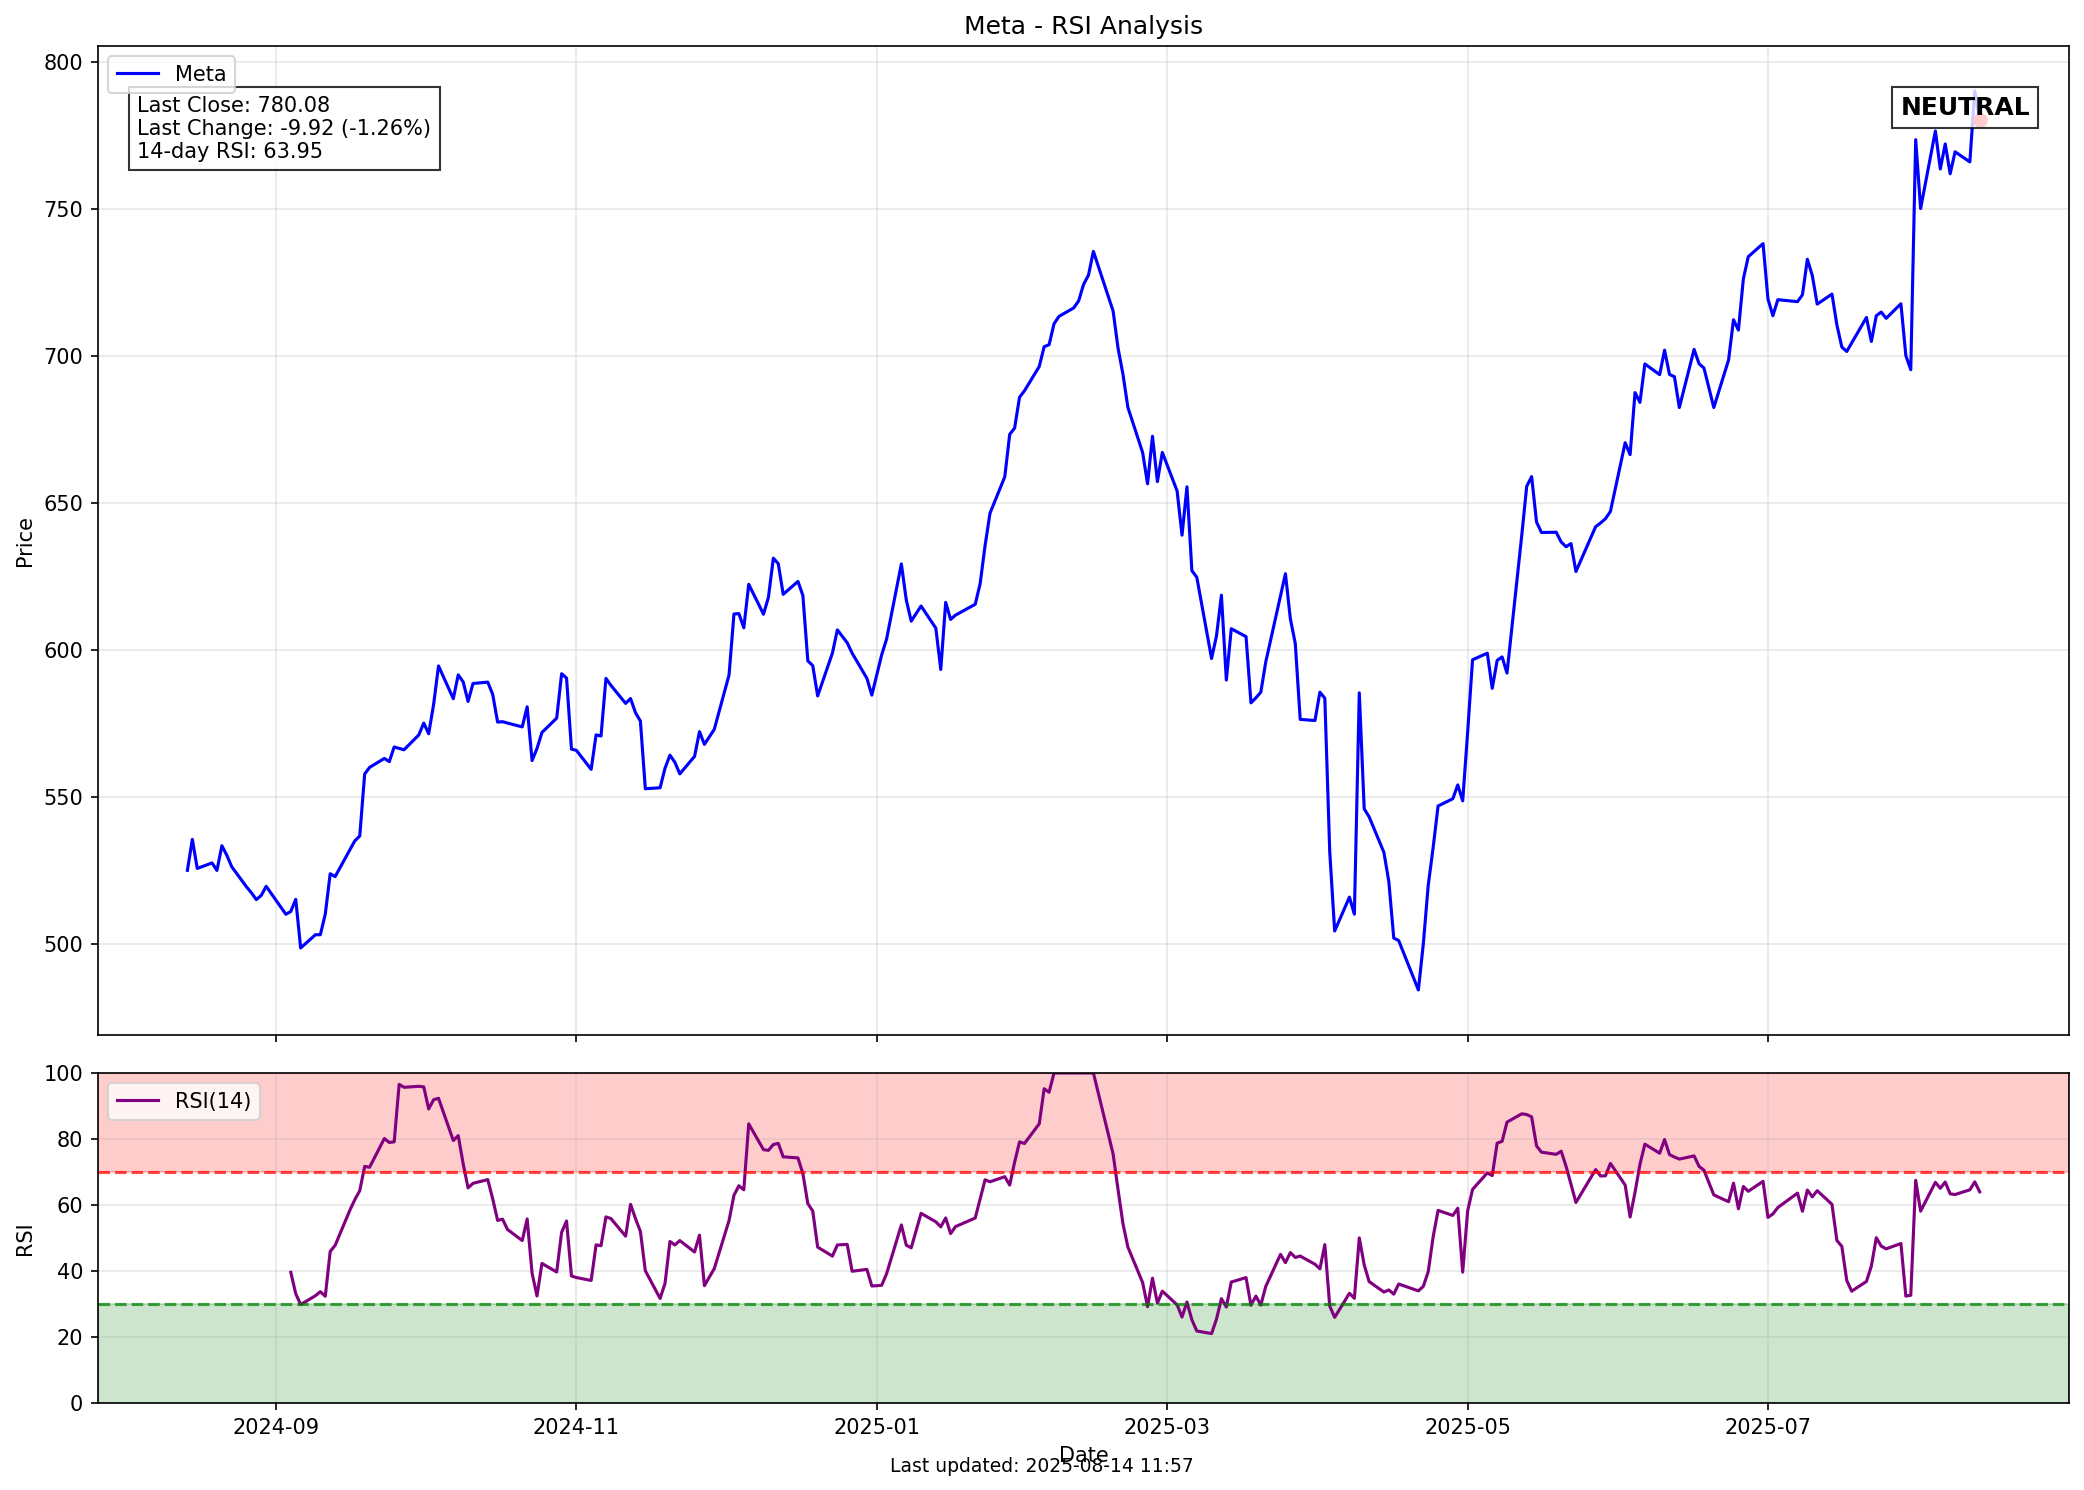 Meta - RSI Analysis
Meta
Last Close: 780.08
Last Change: -9.92 (-1.26%)
14-day RSI: 63.95
NEUTRAL
Price
800
750
700
650
600
550
500
RSI(14)
RSI
100
80
60
40
20
0
2024-09
2024-11
2025-01
2025-03
2025-05
2025-07
Date
Last updated: 2025-08-14 11:57